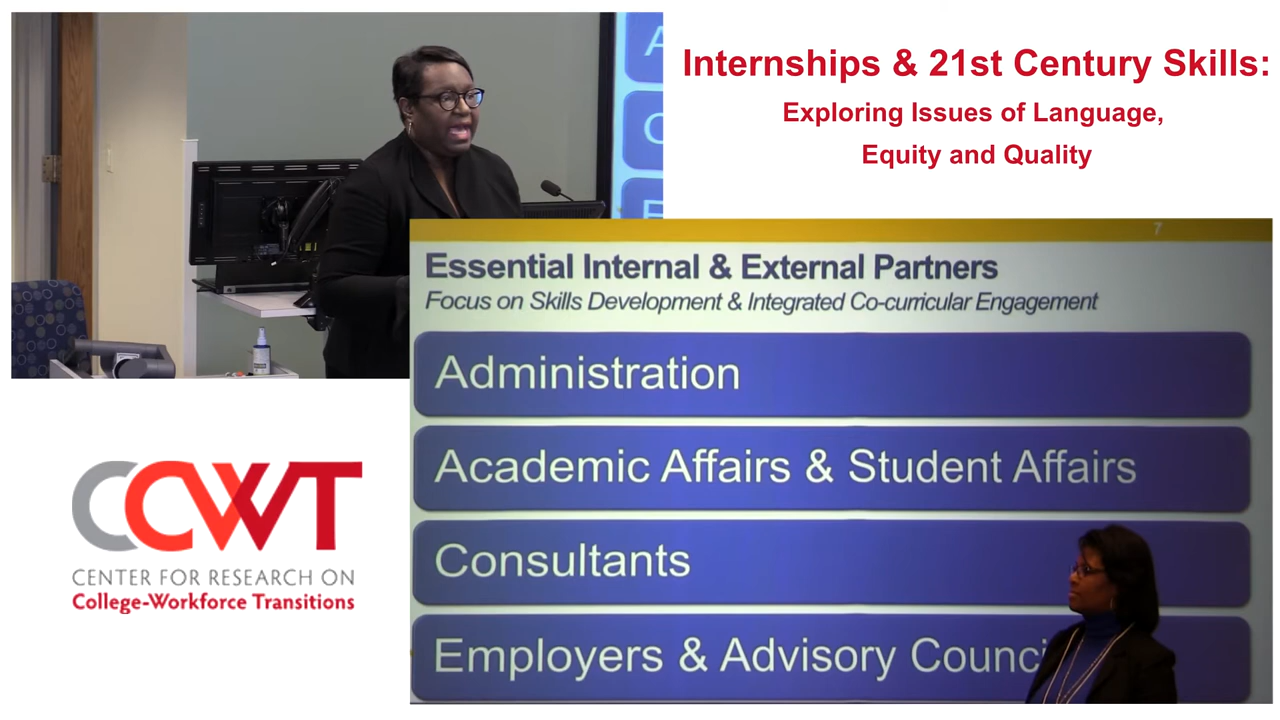 Internships & 21st Century Skills:
Exploring Issues of Language,
Equity and Quality
7
Essential Internal & External Partners
Focus on Skills Development & Integrated Co-curricular Engagement
Administration
Academic Affairs & Student Affairs
Consultants
Employers & Advisory Counci
CCWT
CENTER FOR RESEARCH ON
College-Workforce Transitions
A
C
E